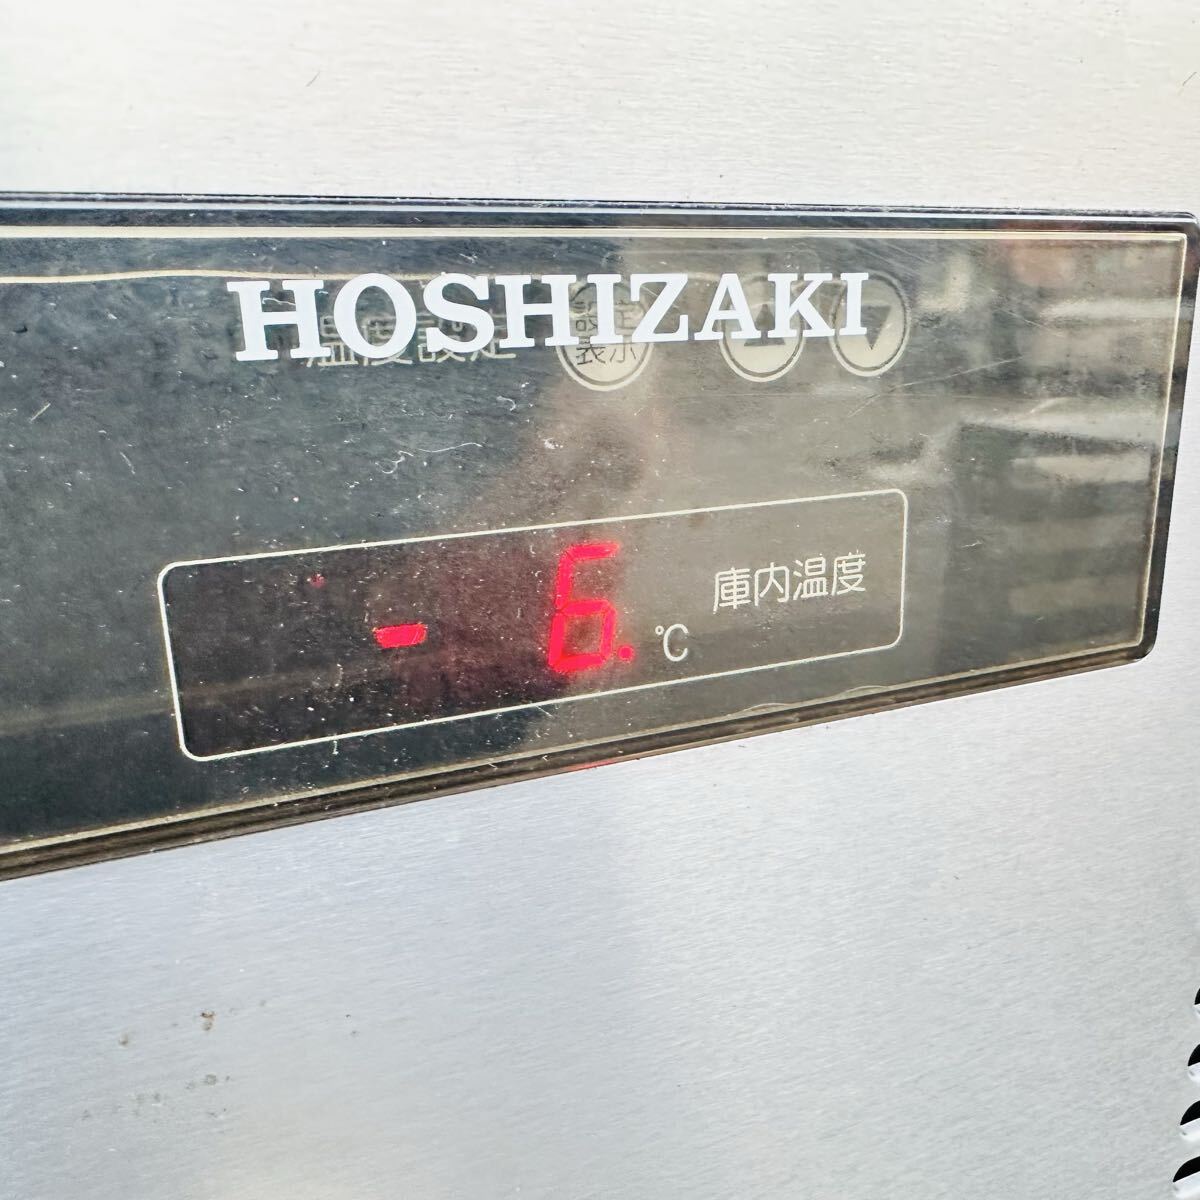 HOSHIZAKI
温度設定 設定表示 ▲ ▼
- 6. ℃ 庫内温度